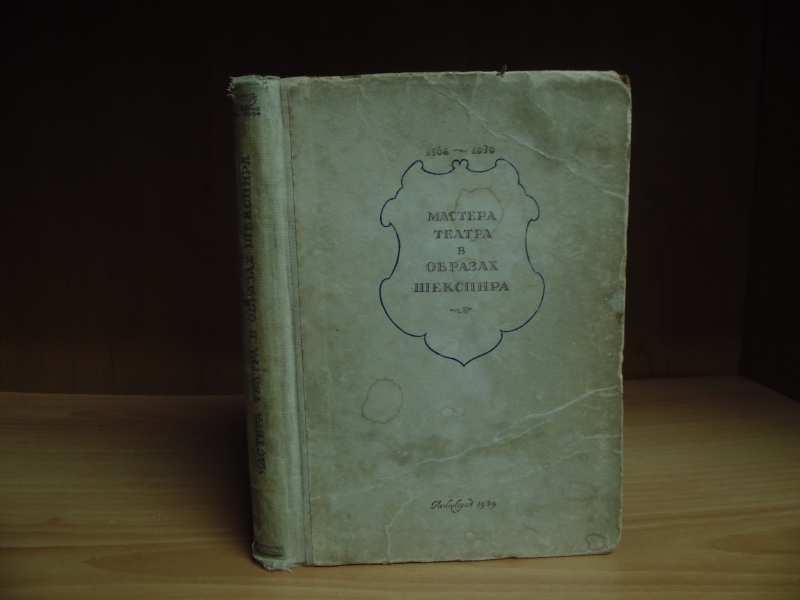 1564 — 1939
МАСТЕРА
ТЕАТРА
В
ОБРАЗАХ
ШЕКСПИРА
Ленинград 1939
МАСТЕРА ТЕАТРА В ОБРАЗАХ ШЕКСПИРА